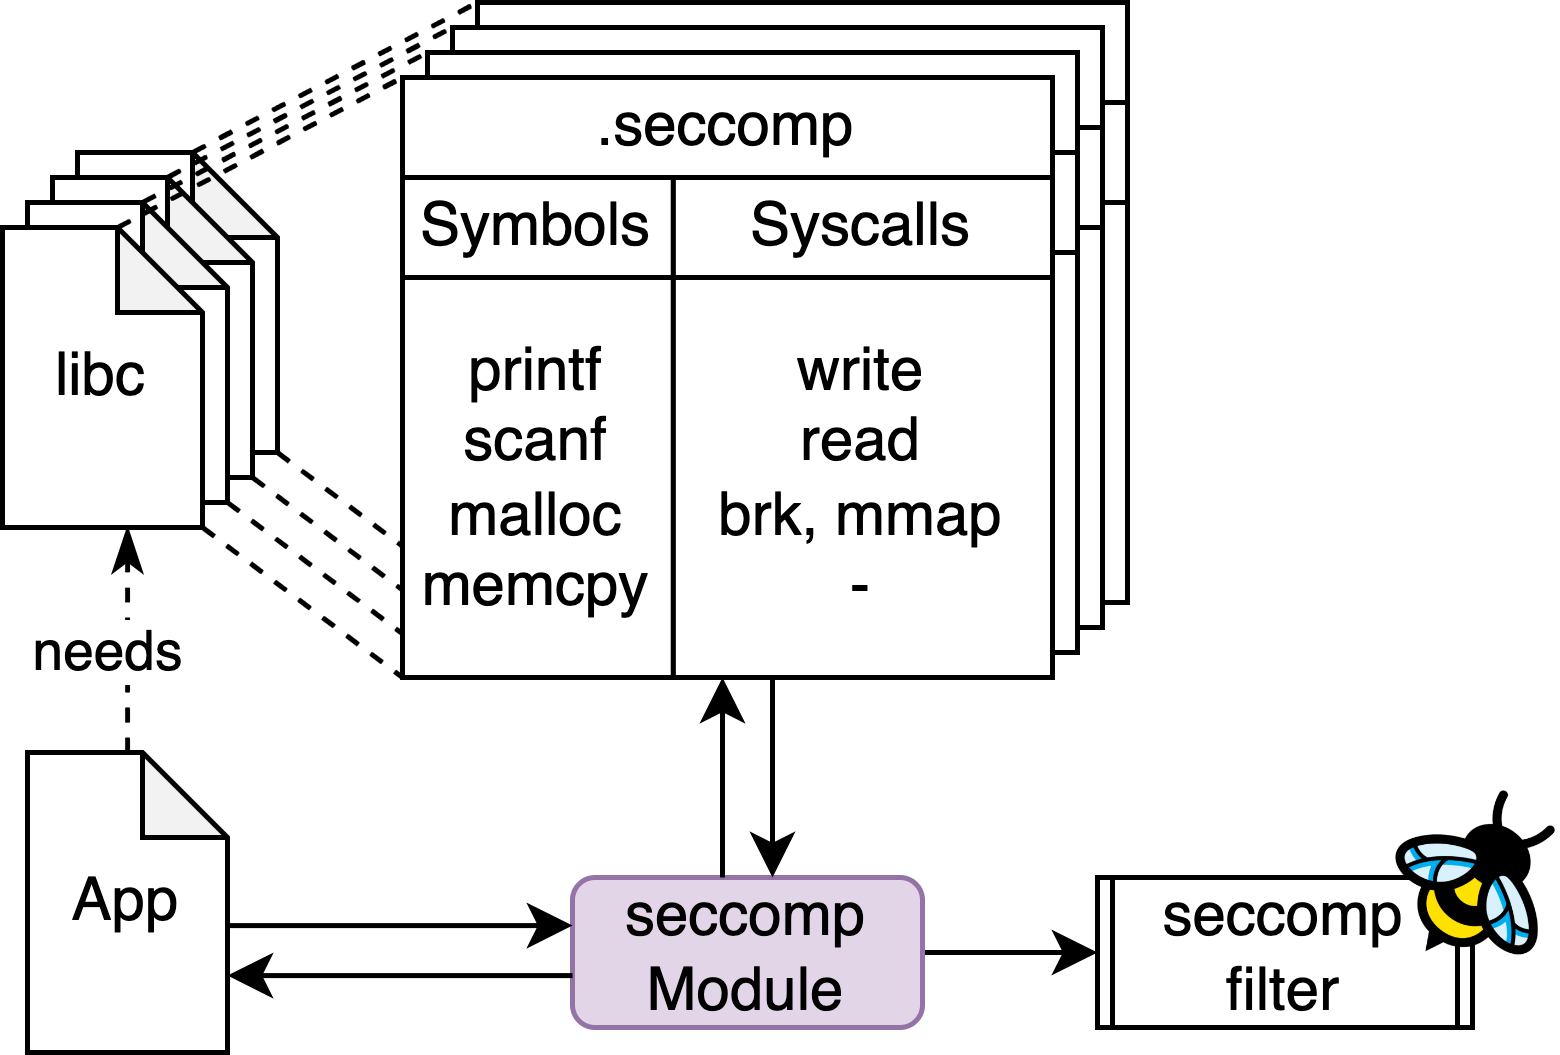 .seccomp
Symbols Syscalls
printf write
scanf read
malloc brk, mmap
memcpy -
libc
needs
App
seccomp
Module
seccomp
filter